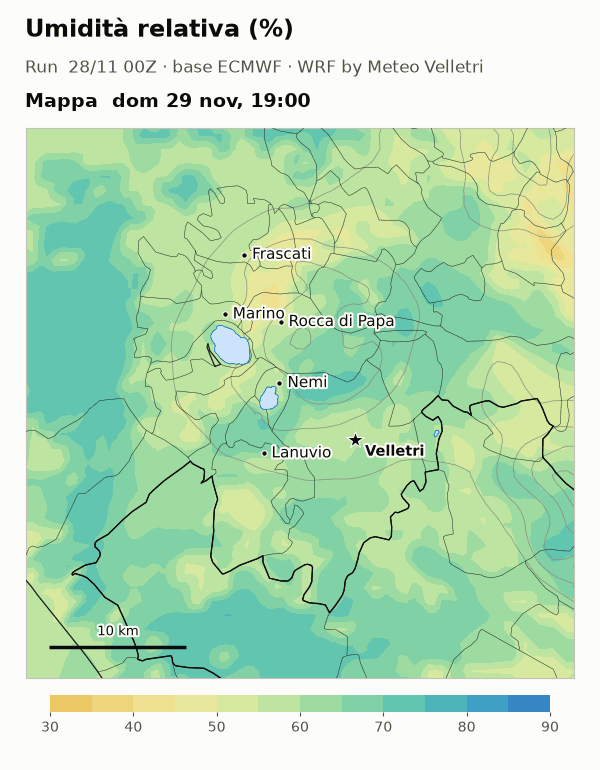 Umidità relativa (%)
Run  28/11 00Z · base ECMWF · WRF by Meteo Velletri
Mappa  dom 29 nov, 19:00
Frascati
Marino
Rocca di Papa
Nemi
Velletri
Lanuvio
10 km
30 40 50 60 70 80 90